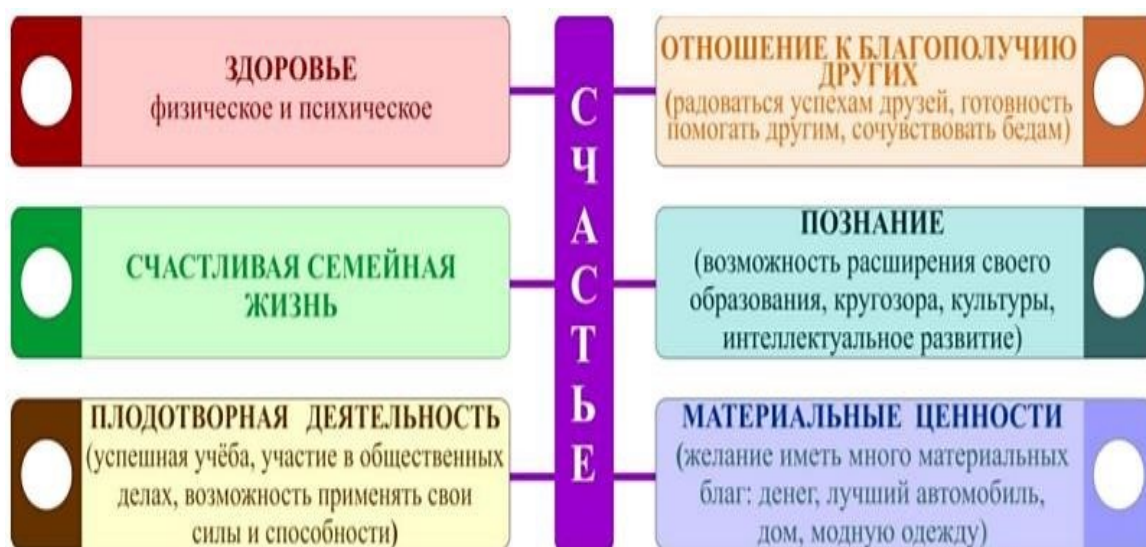 ЗДОРОВЬЕ
физическое и психическое
СЧАСТЛИВАЯ СЕМЕЙНАЯ
ЖИЗНЬ
ПЛОДОТВОРНАЯ ДЕЯТЕЛЬНОСТЬ
(успешная учёба, участие в общественных
делах, возможность применять свои
силы и способности)
СЧАСТЬЕ
ОТНОШЕНИЕ К БЛАГОПОЛУЧИЮ
ДРУГИХ
(радоваться успехам друзей, готовность
помогать другим, сочувствовать бедам)
ПОЗНАНИЕ
(возможность расширения своего
образования, кругозора, культуры,
интеллектуальное развитие)
МАТЕРИАЛЬНЫЕ ЦЕННОСТИ
(желание иметь много материальных
благ: денег, лучший автомобиль,
дом, модную одежду)